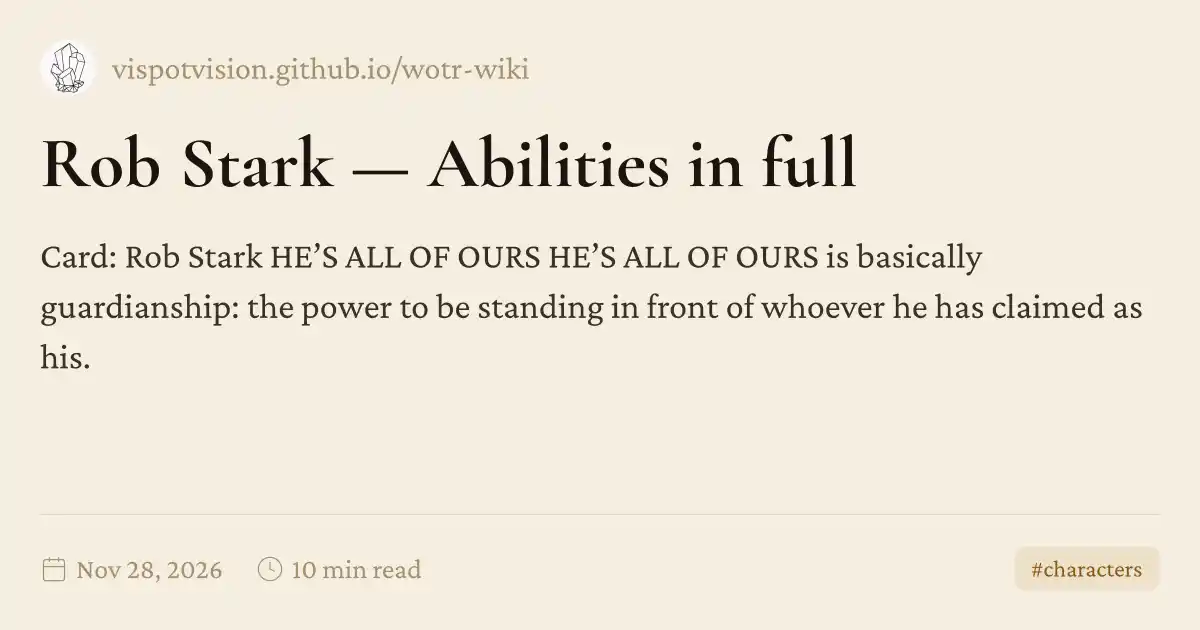 vispotvision.github.io/wotr-wiki
Rob Stark — Abilities in full
Card: Rob Stark HE’S ALL OF OURS HE’S ALL OF OURS is basically
guardianship: the power to be standing in front of whoever he has claimed as
his.
Nov 28, 2026
10 min read
#characters